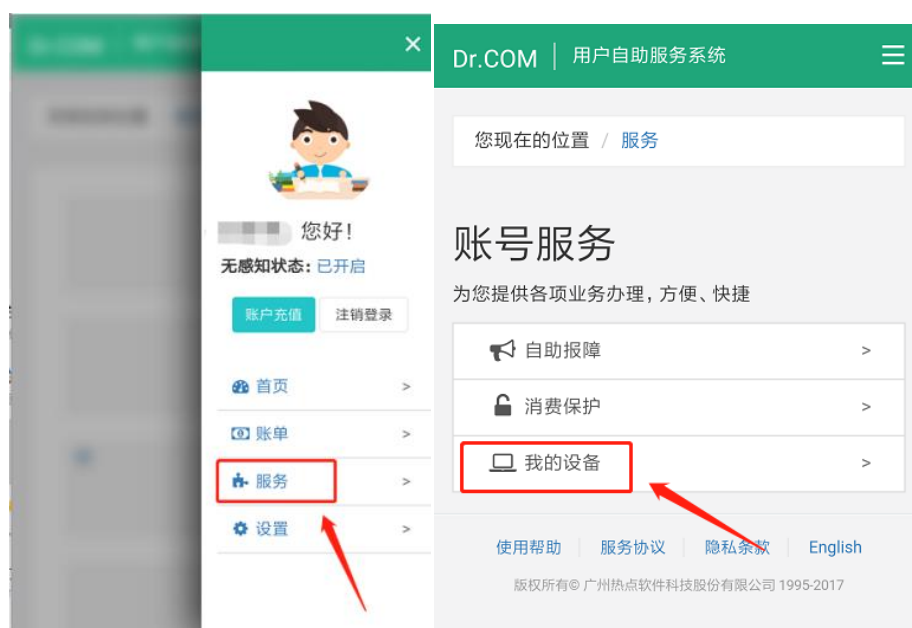 您好!
无感知状态: 已开启
账户充值 注销登录
首页 >
账单 >
服务 >
设置 >
Dr.COM 用户自助服务系统
您现在的位置 / 服务
账号服务
为您提供各项业务办理,方便、快捷
自助报障 >
消费保护 >
我的设备 >
使用帮助 服务协议 隐私条款 English
版权所有© 广州热点软件科技股份有限公司 1995-2017